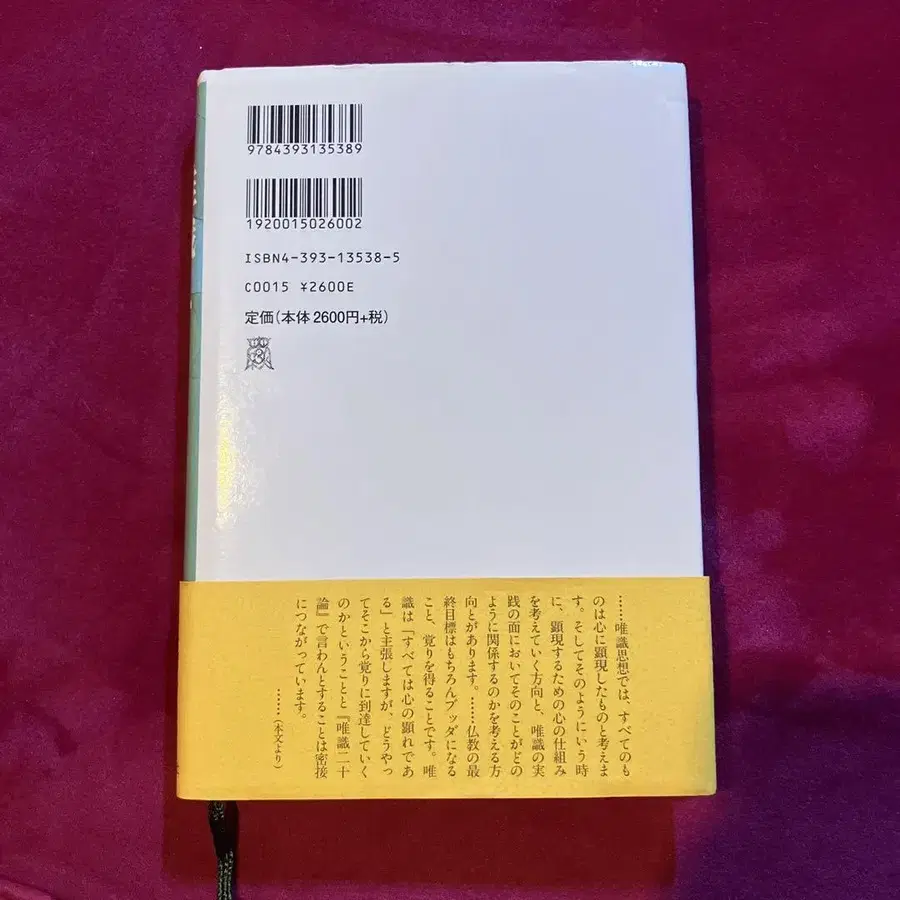 9784393135389
1920015026002
ISBN4-393-13538-5
C0015 ¥2600E
定価(本体2600円+税)
……唯識思想では、すべてのも
のは心に顕現したものと考えま
す。そしてそのようにいう時
に、顕現するための心の仕組み
を考えていく方向と、唯識の実
践の面においてそのことがどの
ように関係するのかを考える方
向とがあります。……仏教の最
終目標はもちろんブッダになる
こと、覚りを得ることです。唯
識は「すべては心の顕れであ
る」と主張しますが、どうやっ
てそこから覚りに到達していく
のかということと『唯識二十
論』で言わんとすることは密接
につながっています。
……(本文より)